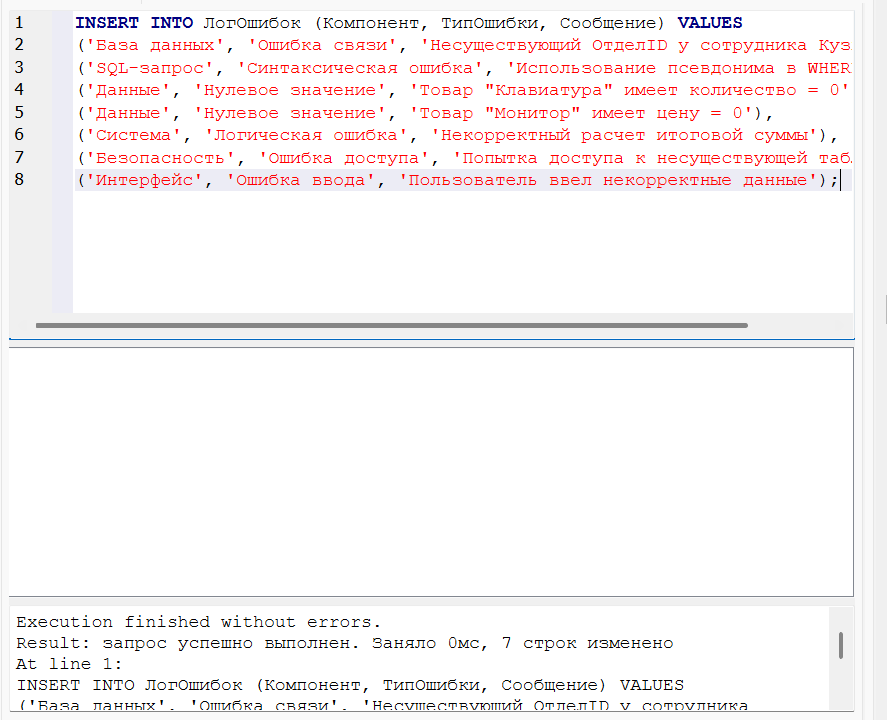 1 INSERT INTO ЛогОшибок (Компонент, ТипОшибки, Сообщение) VALUES
2 ('База данных', 'Ошибка связи', 'Несуществующий ОтделID у сотрудника Куз
3 ('SQL-запрос', 'Синтаксическая ошибка', 'Использование псевдонима в WHER
4 ('Данные', 'Нулевое значение', 'Товар "Клавиатура" имеет количество = 0'
5 ('Данные', 'Нулевое значение', 'Товар "Монитор" имеет цену = 0'),
6 ('Система', 'Логическая ошибка', 'Некорректный расчет итоговой суммы'),
7 ('Безопасность', 'Ошибка доступа', 'Попытка доступа к несуществующей таб
8 ('Интерфейс', 'Ошибка ввода', 'Пользователь ввел некорректные данные');
Execution finished without errors.
Result: запрос успешно выполнен. Заняло 0мс, 7 строк изменено
At line 1:
INSERT INTO ЛогОшибок (Компонент, ТипОшибки, Сообщение) VALUES
('База данных', 'Ошибка связи', 'Несуществующий ОтделID у сотрудника